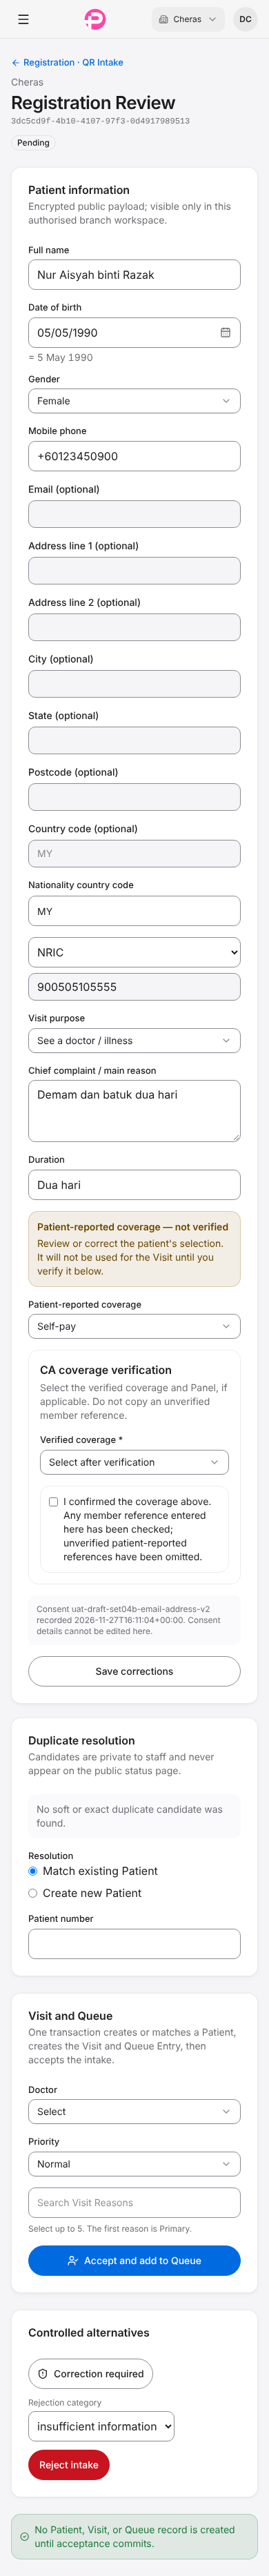 Cheras
DC
← Registration · QR Intake
Cheras
Registration Review
3dc5cd9f-4b10-4107-97f3-0d4917989513
Pending
Patient information
Encrypted public payload; visible only in this
authorised branch workspace.
Full name
Nur Aisyah binti Razak
Date of birth
05/05/1990
= 5 May 1990
Gender
Female
Mobile phone
+60123450900
Email (optional)
Address line 1 (optional)
Address line 2 (optional)
City (optional)
State (optional)
Postcode (optional)
Country code (optional)
MY
Nationality country code
MY
NRIC
900505105555
Visit purpose
See a doctor / illness
Chief complaint / main reason
Demam dan batuk dua hari
Duration
Dua hari
Patient-reported coverage — not verified
Review or correct the patient's selection.
It will not be used for the Visit until you
verify it below.
Patient-reported coverage
Self-pay
CA coverage verification
Select the verified coverage and Panel, if
applicable. Do not copy an unverified
member reference.
Verified coverage *
Select after verification
I confirmed the coverage above.
Any member reference entered
here has been checked;
unverified patient-reported
references have been omitted.
Consent uat-draft-set04b-email-address-v2
recorded 2026-11-27T16:11:04+00:00. Consent
details cannot be edited here.
Save corrections
Duplicate resolution
Candidates are private to staff and never
appear on the public status page.
No soft or exact duplicate candidate was
found.
Resolution
Match existing Patient
Create new Patient
Patient number
Visit and Queue
One transaction creates or matches a Patient,
creates the Visit and Queue Entry, then
accepts the intake.
Doctor
Select
Priority
Normal
Search Visit Reasons
Select up to 5. The first reason is Primary.
Accept and add to Queue
Controlled alternatives
Correction required
Rejection category
insufficient information
Reject intake
No Patient, Visit, or Queue record is created
until acceptance commits.